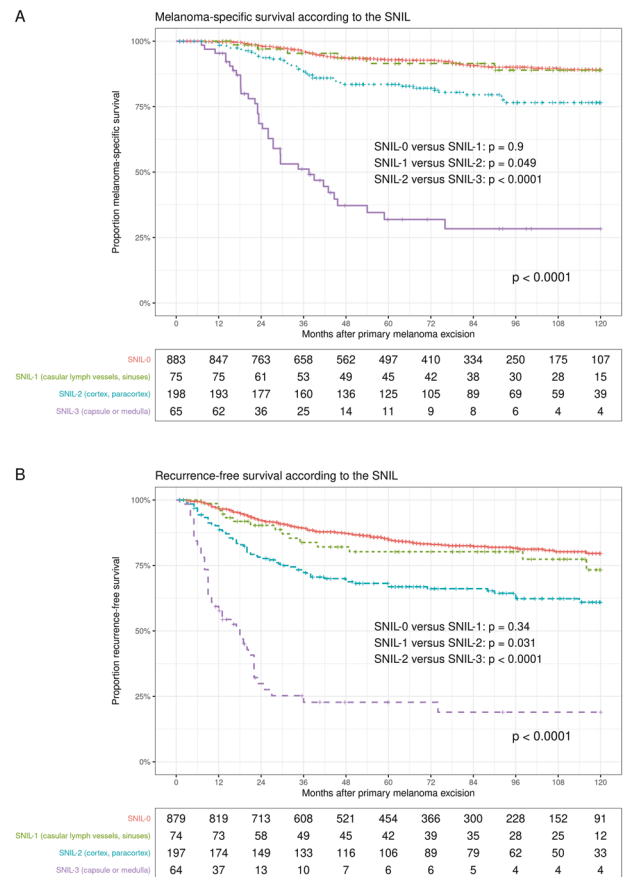 A
Melanoma-specific survival according to the SNIL
100%
75%
50%
25%
0%
Proportion melanoma-specific survival
SNIL-0 versus SNIL-1: p = 0.9
SNIL-1 versus SNIL-2: p = 0.049
SNIL-2 versus SNIL-3: p < 0.0001
p < 0.0001
0 12 24 36 48 60 72 84 96 108 120
Months after primary melanoma excision
SNIL-0 883 847 763 658 562 497 410 334 250 175 107
SNIL-1 (casular lymph vessels, sinuses) 75 75 61 53 49 45 42 38 30 28 15
SNIL-2 (cortex, paracortex) 198 193 177 160 136 125 105 89 69 59 39
SNIL-3 (capsule or medulla) 65 62 36 25 14 11 9 8 6 4 4
B
Recurrence-free survival according to the SNIL
100%
75%
50%
25%
0%
Proportion recurrence-free survival
SNIL-0 versus SNIL-1: p = 0.34
SNIL-1 versus SNIL-2: p = 0.031
SNIL-2 versus SNIL-3: p < 0.0001
p < 0.0001
0 12 24 36 48 60 72 84 96 108 120
Months after primary melanoma excision
SNIL-0 879 819 713 608 521 454 366 300 228 152 91
SNIL-1 (casular lymph vessels, sinuses) 74 73 58 49 45 42 39 35 28 25 12
SNIL-2 (cortex, paracortex) 197 174 149 133 116 106 89 79 62 50 33
SNIL-3 (capsule or medulla) 64 37 13 10 7 6 6 5 4 4 4